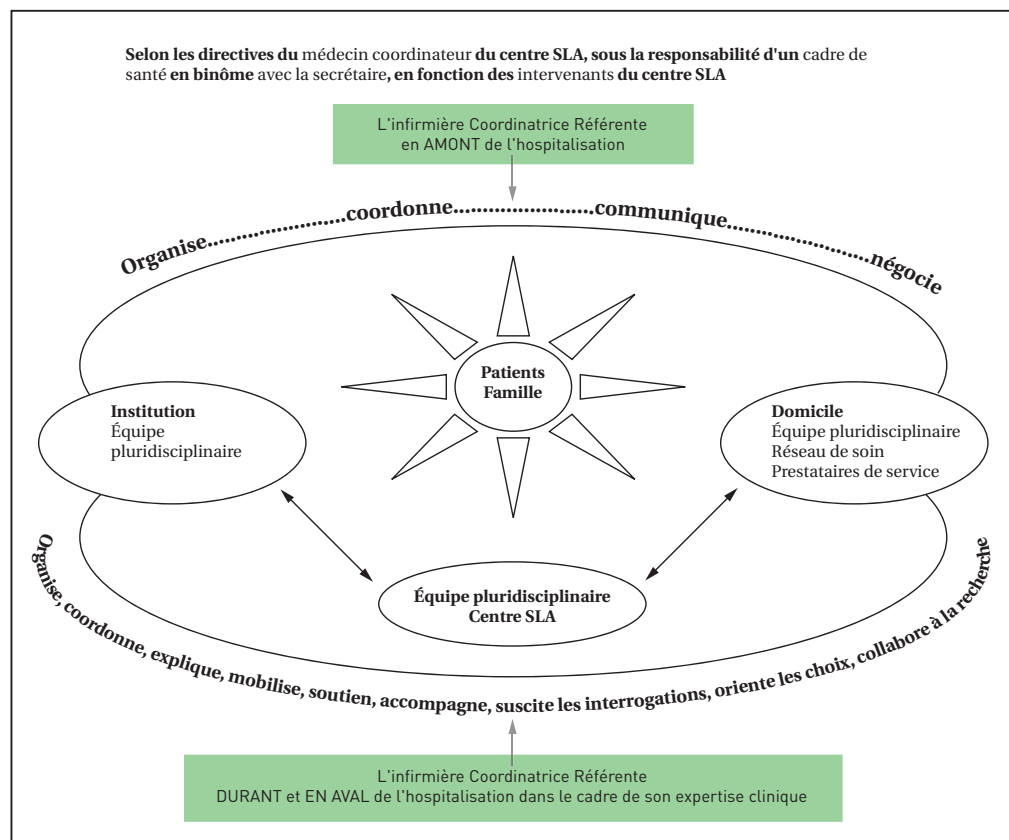 Selon les directives du médecin coordinateur du centre SLA, sous la responsabilité d'un cadre de
santé en binôme avec la secrétaire, en fonction des intervenants du centre SLA
L'infirmière Coordinatrice Référente
en AMONT de l'hospitalisation
Organise......................coordonne......................communique......................négocie
Patients
Famille
Institution
Équipe
pluridisciplinaire
Domicile
Équipe pluridisciplinaire
Réseau de soin
Prestataires de service
Équipe pluridisciplinaire
Centre SLA
Organise, coordonne, explique, mobilise, soutien, accompagne, suscite les interrogations, oriente les choix, collabore à la recherche
L'infirmière Coordinatrice Référente
DURANT et EN AVAL de l'hospitalisation dans le cadre de son expertise clinique